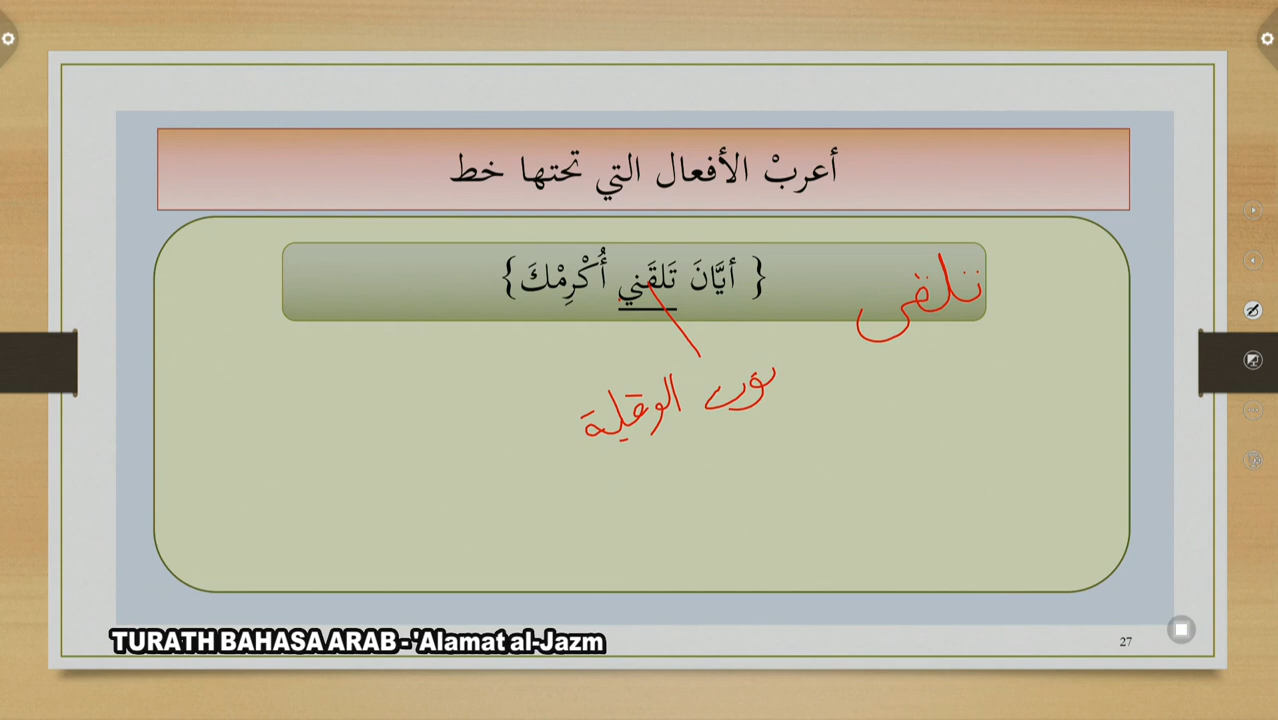 أعربْ الأفعال التي تحتها خط
{ أيَّانَ تَلقَني أُكْرِمْكَ}
تلقى
نون الوقاية
TURATH BAHASA ARAB - 'Alamat al-Jazm
27